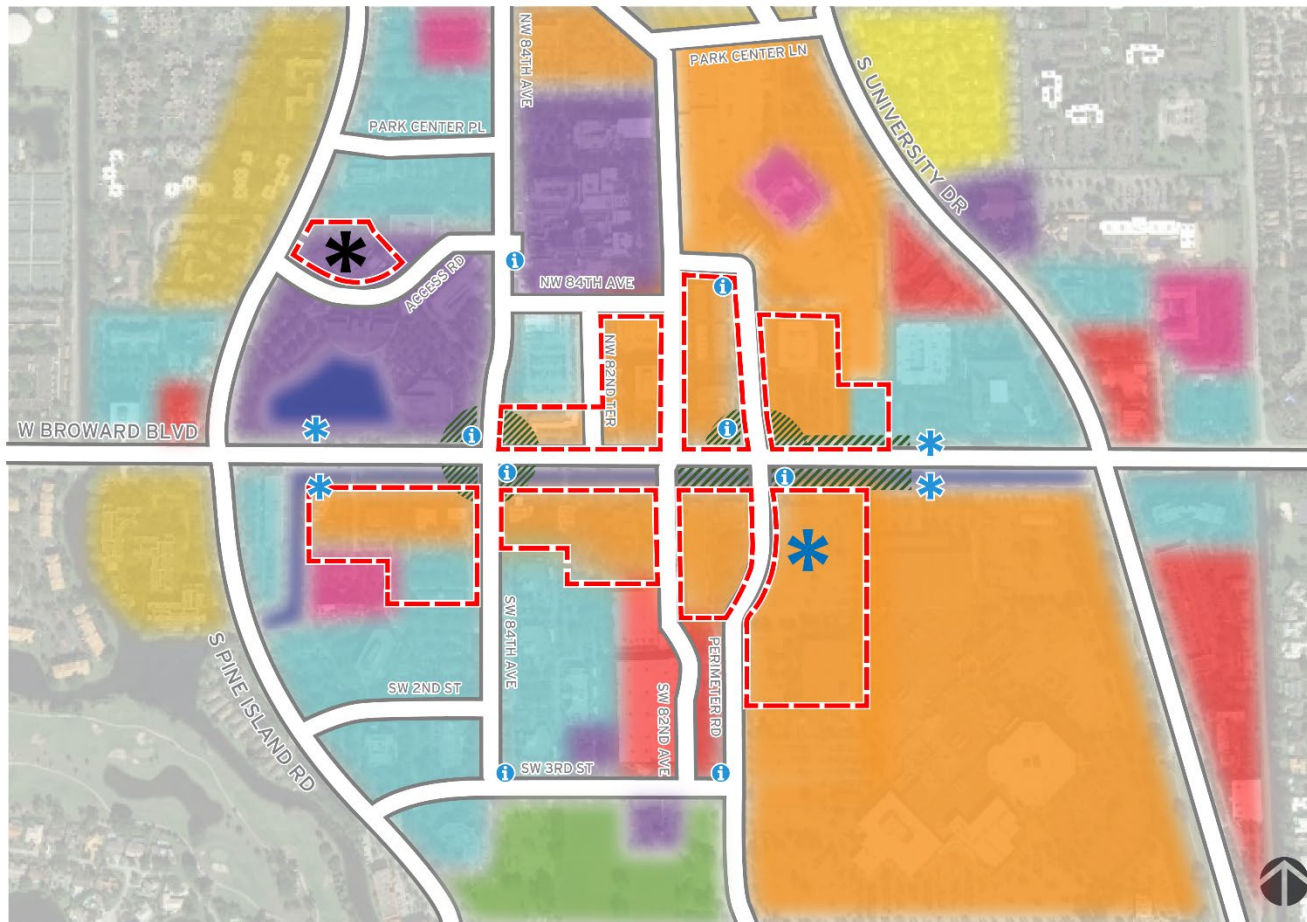 NW 84TH AVE
PARK CENTER LN
S UNIVERSITY DR
PARK CENTER PL
ACCESS RD
i
NW 84TH AVE
i
NW 82ND TER
W BROWARD BLVD
*
i
i
*
*
i
i
*
*
*
*
SW 84TH AVE
S PINE ISLAND RD
SW 2ND ST
SW 82ND AVE
PERIMETER RD
i
SW 3RD ST
i